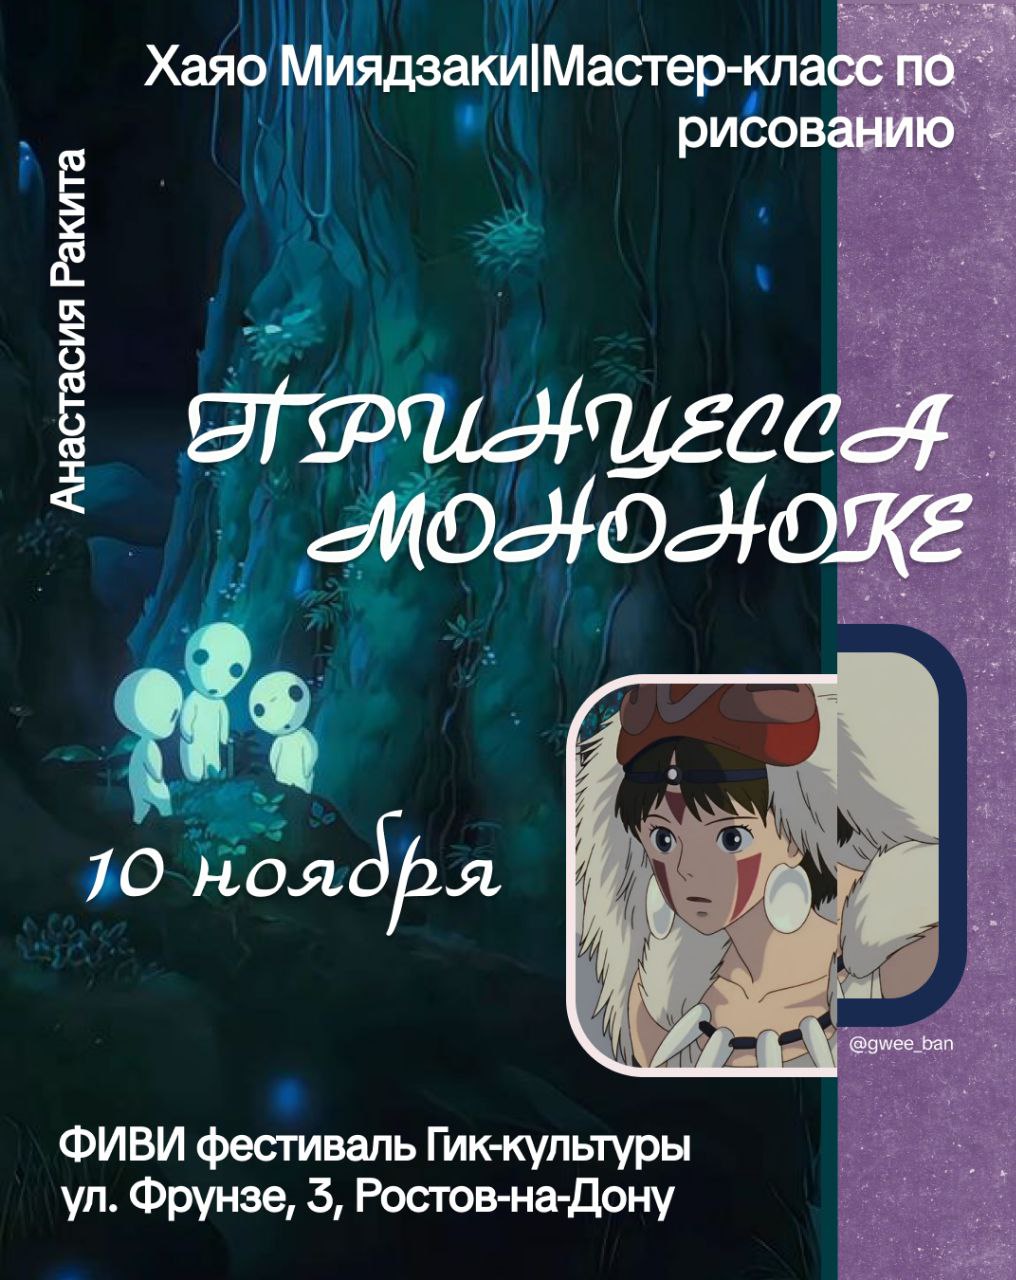 Хаяо Миядзаки|Мастер-класс по
рисованию
Анастасия Ракита
ПРИНЦЕССА
МОНОНОКЕ
10 ноября
@gwee_ban
ФИВИ фестиваль Гик-культуры
ул. Фрунзе, 3, Ростов-на-Дону